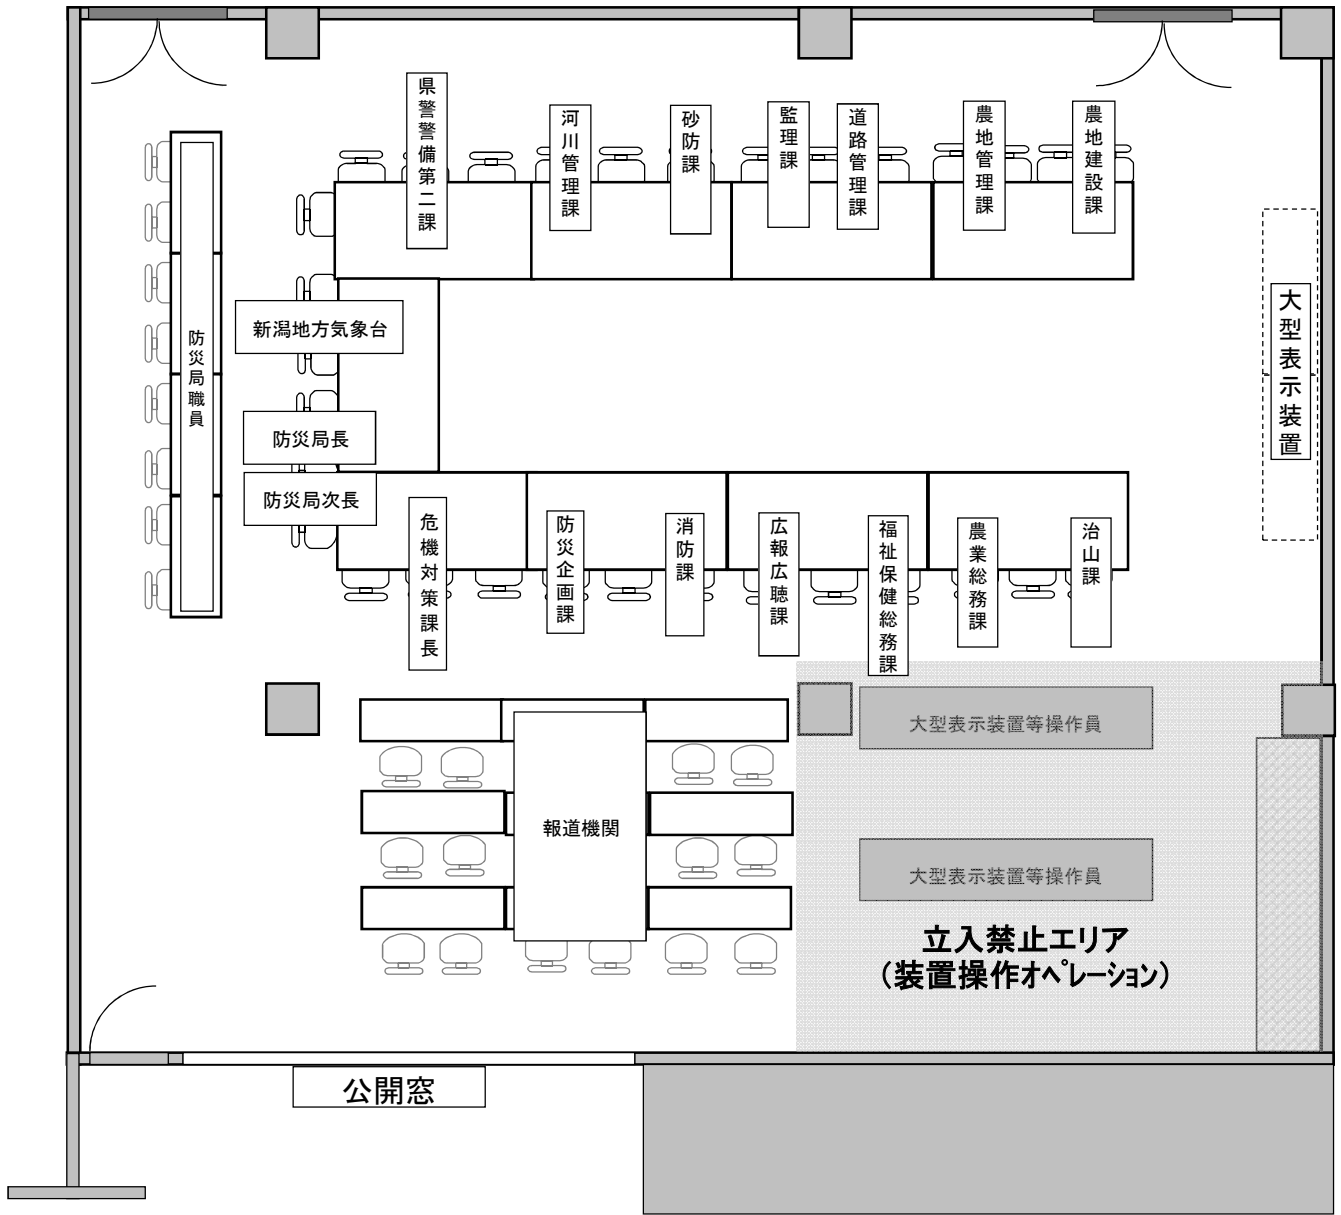 県警警備第二課
河川管理課
砂防課
監理課
道路管理課
農地管理課
農地建設課
大型表示装置
防災局職員
新潟地方気象台
防災局長
防災局次長
危機対策課長
防災企画課
消防課
広報広聴課
福祉保健総務課
農業総務課
治山課
大型表示装置等操作員
報道機関
大型表示装置等操作員
立入禁止エリア
（装置操作オペレーション）
公開窓